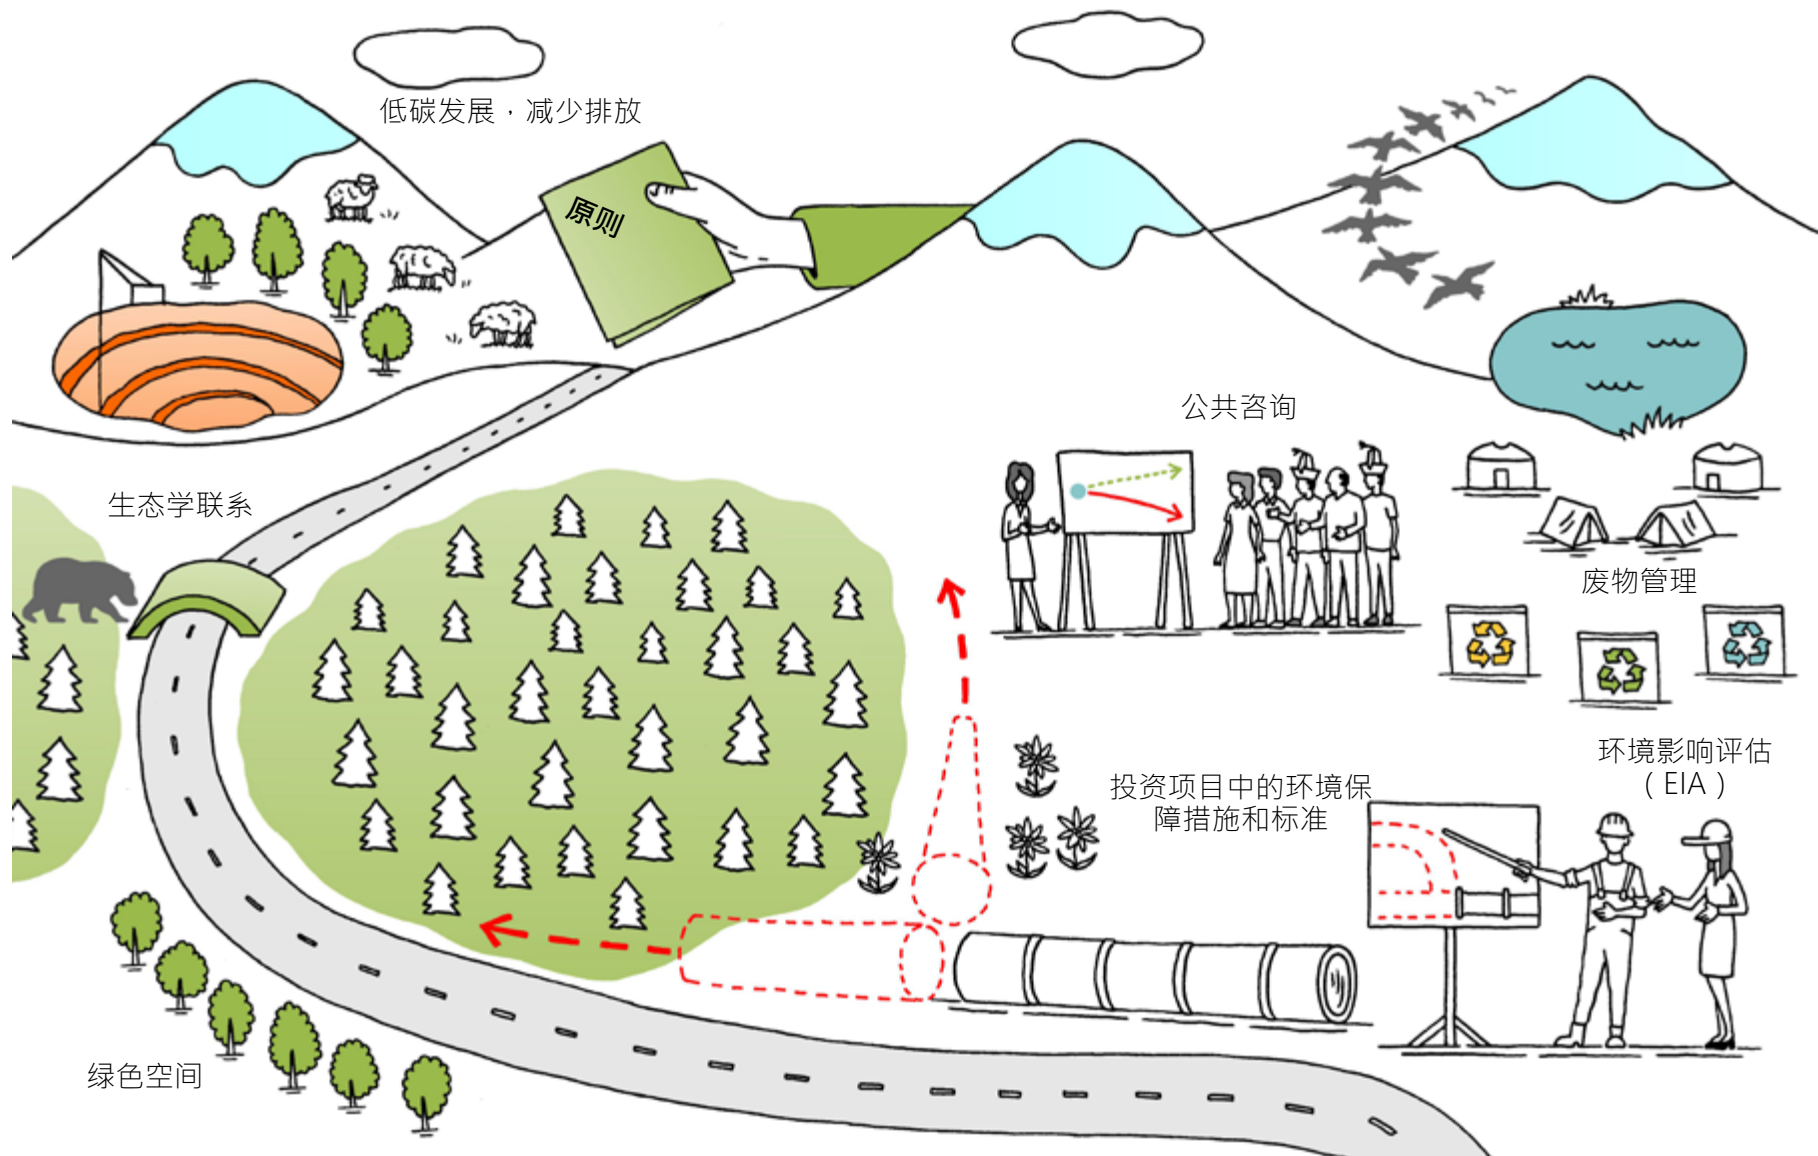 低碳发展，减少排放
原则
公共咨询
生态学联系
废物管理
环境影响评估
（EIA）
投资项目中的环境保
障措施和标准
绿色空间